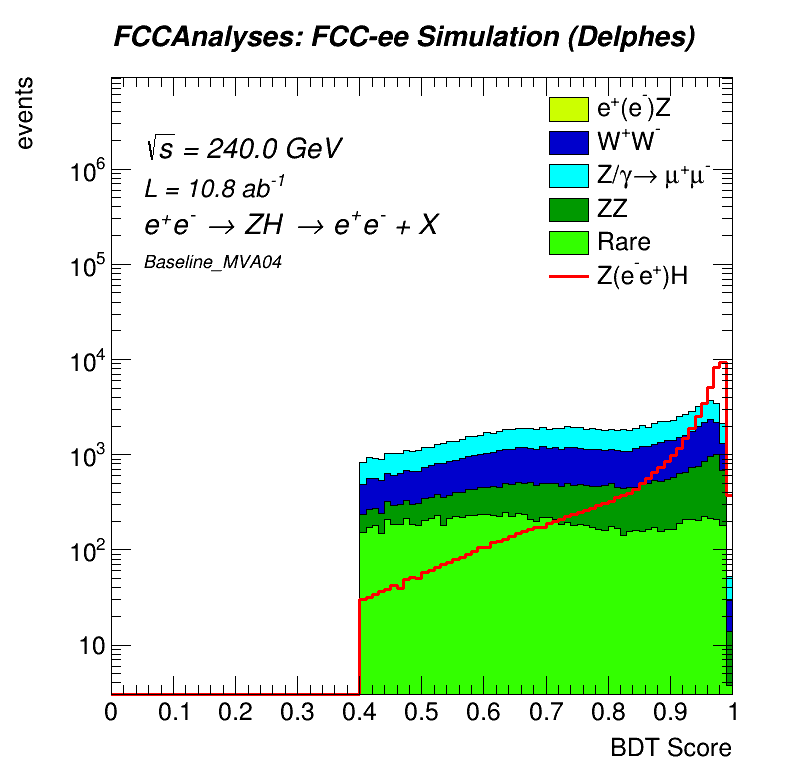 FCCAnalyses: FCC-ee Simulation (Delphes)
events
√s = 240.0 GeV
L = 10.8 ab⁻¹
e⁺e⁻ → ZH → e⁺e⁻ + X
Baseline_MVA04
e⁺(e⁻)Z
W⁺W⁻
Z/γ→ μ⁺μ⁻
ZZ
Rare
Z(e⁻e⁺)H
10⁶
10⁵
10⁴
10³
10²
10
0 0.1 0.2 0.3 0.4 0.5 0.6 0.7 0.8 0.9 1
BDT Score